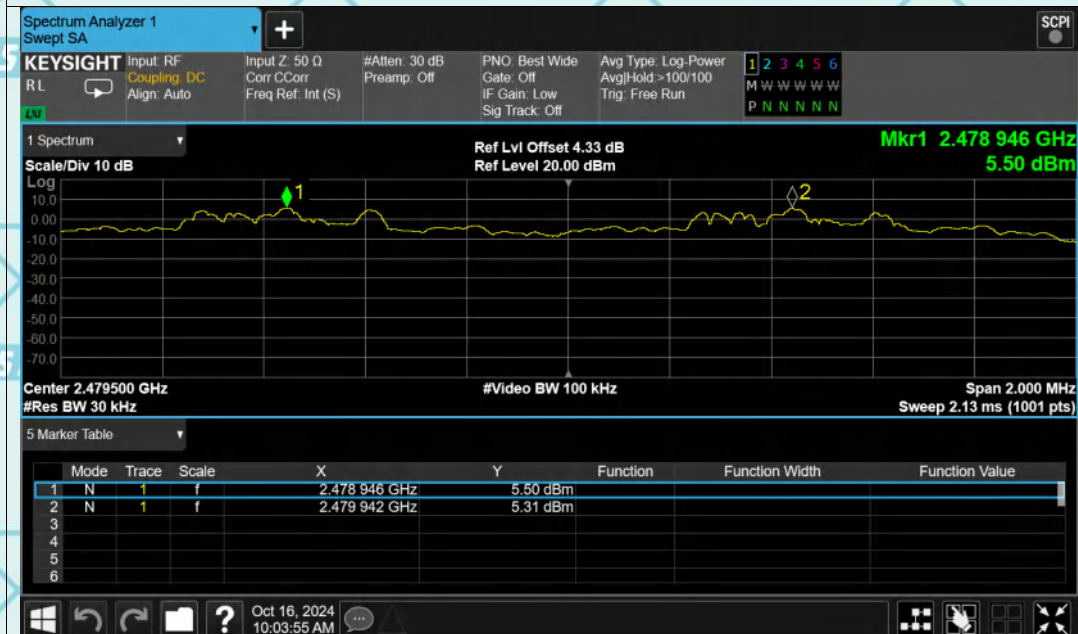 Spectrum Analyzer 1
Swept SA
+
SCPI
KEYSIGHT
RL
LXI
Input: RF
Coupling: DC
Align: Auto
Input Z: 50 Ω
Corr CCorr
Freq Ref: Int (S)
#Atten: 30 dB
Preamp: Off
PNO: Best Wide
Gate: Off
IF Gain: Low
Sig Track: Off
Avg Type: Log-Power
Avg|Hold:>100/100
Trig: Free Run
1 2 3 4 5 6
M W W W W W
P N N N N N
1 Spectrum
Scale/Div 10 dB
Ref Lvl Offset 4.33 dB
Ref Level 20.00 dBm
Mkr1 2.478 946 GHz
5.50 dBm
Log
10.0
0.00
-10.0
-20.0
-30.0
-40.0
-50.0
-60.0
-70.0
1
2
Center 2.479500 GHz
#Res BW 30 kHz
#Video BW 100 kHz
Span 2.000 MHz
Sweep 2.13 ms (1001 pts)
5 Marker Table
Mode Trace Scale X Y Function Function Width Function Value
1 N 1 f 2.478 946 GHz 5.50 dBm
2 N 1 f 2.479 942 GHz 5.31 dBm
3
4
5
6
?
Oct 16, 2024
10:03:55 AM